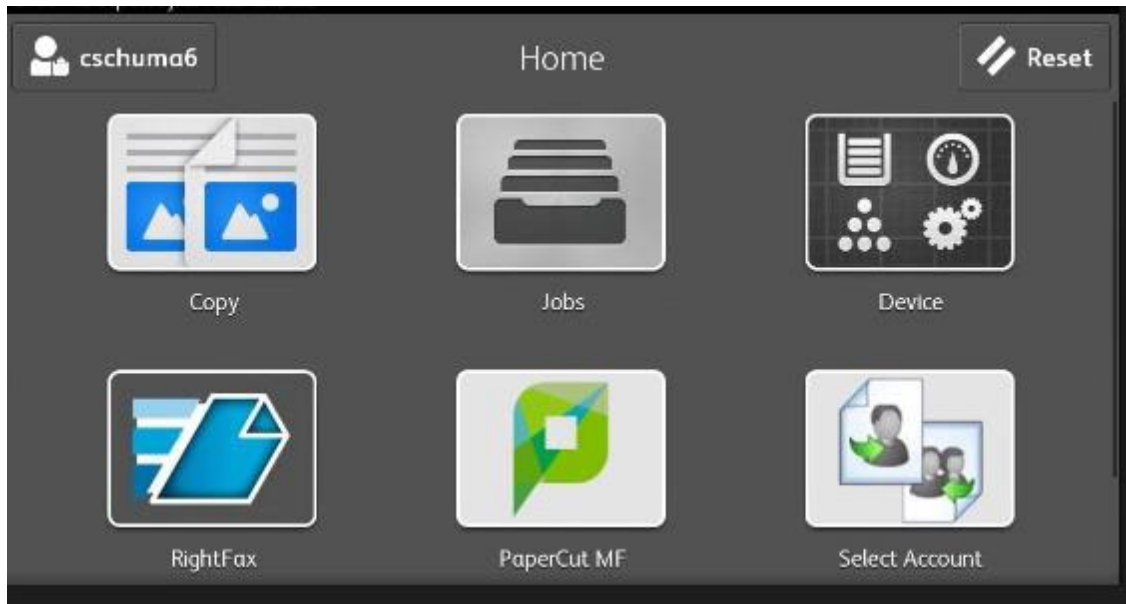 cschuma6
Home
Reset
Copy
Jobs
Device
RightFax
PaperCut MF
Select Account